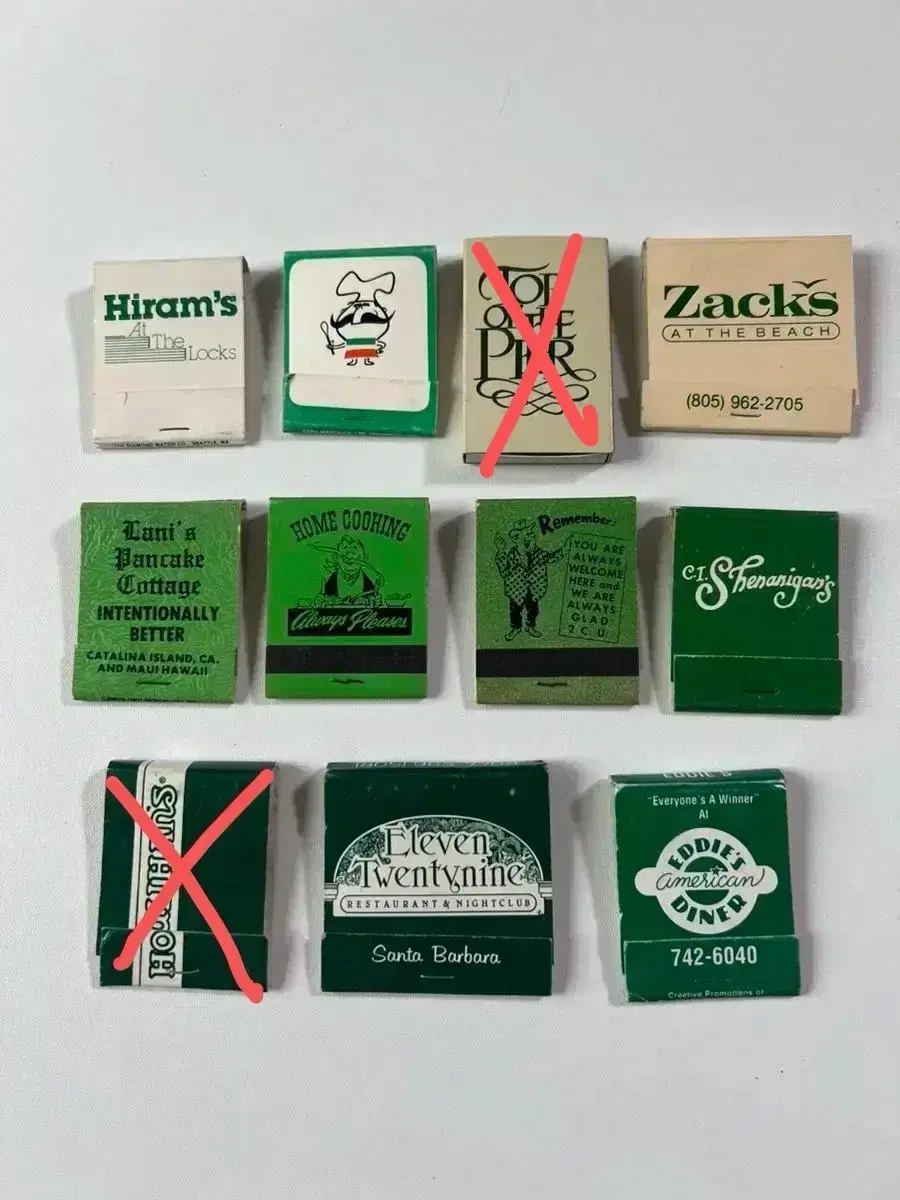 Hiram's
At
The
Locks
THE DIAMOND MATCH CO., SEATTLE, WA
TOP
OF THE
PIER
Zack's
AT THE BEACH
(805) 962-2705
Lani's
Pancake
Cottage
INTENTIONALLY
BETTER
CATALINA ISLAND, CA.
AND MAUI HAWAII
HOME COOKING
Always Pleases
Remember:
YOU ARE
ALWAYS
WELCOME
HERE and
WE ARE
ALWAYS
GLAD
2 C U
C.I. Shenanigan's
Eleven
Twentynine
RESTAURANT & NIGHTCLUB
Santa Barbara
EDDIE'S
"Everyone's A Winner"
At
EDDIE'S
american
DINER
742-6040
Creative Promotions of